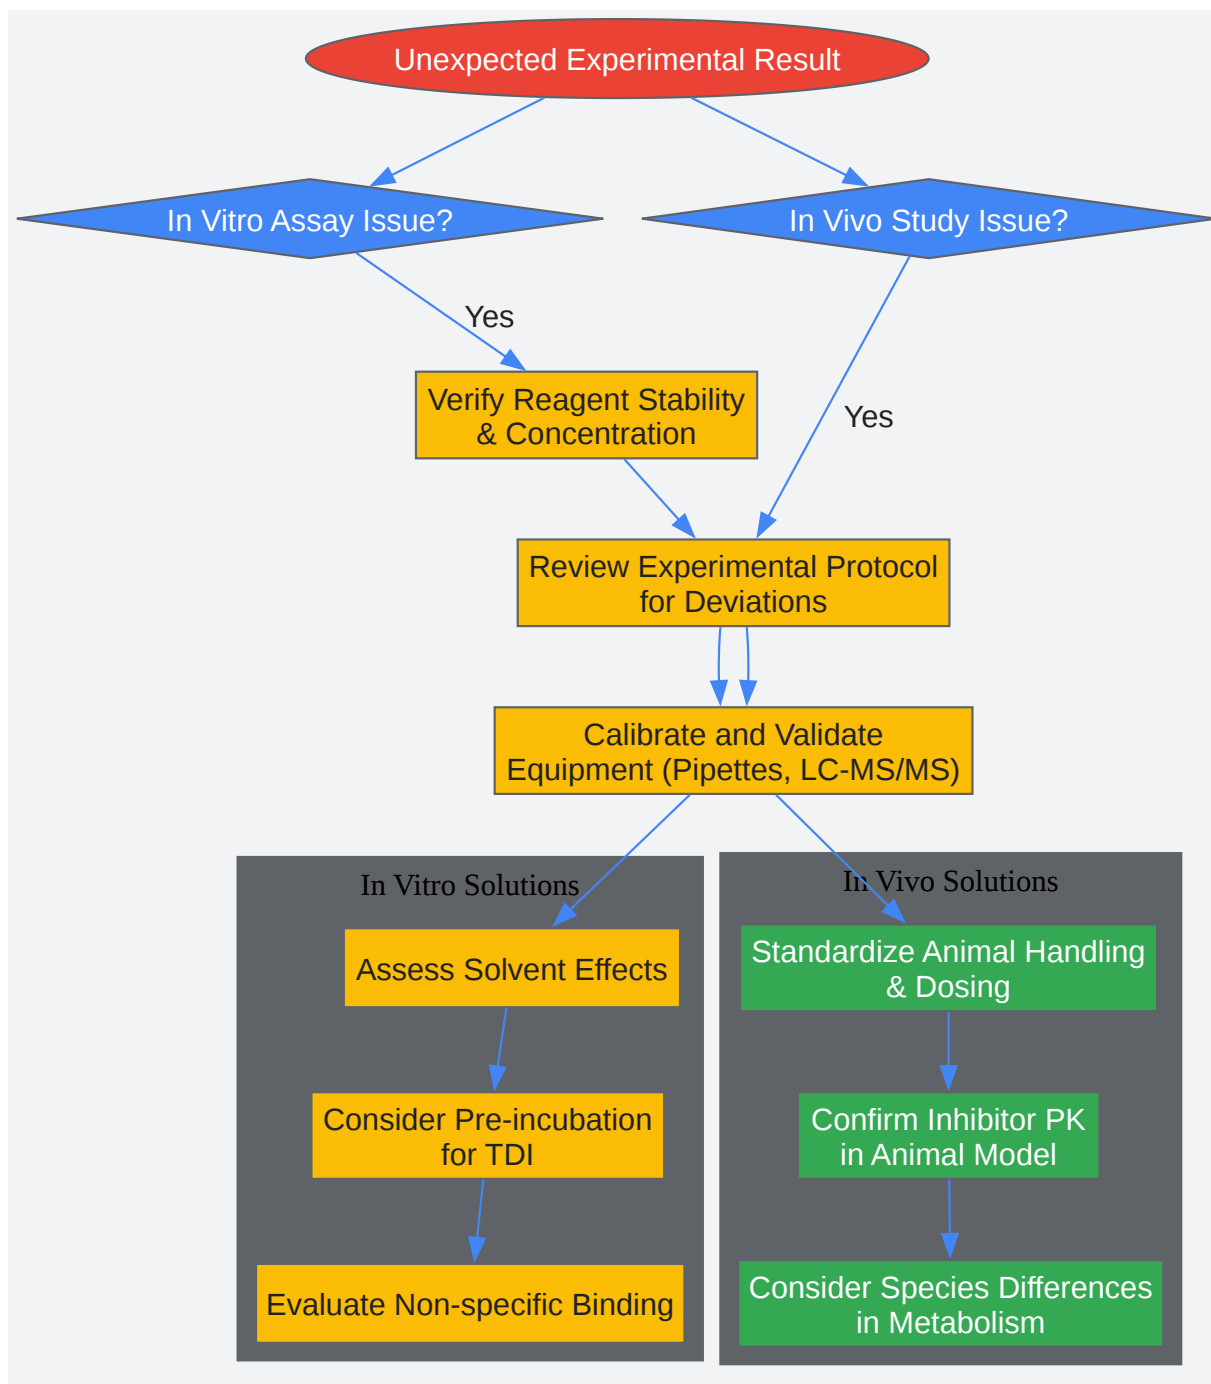 Unexpected Experimental Result
In Vitro Assay Issue?
In Vivo Study Issue?
Yes
Verify Reagent Stability
& Concentration
Yes
Review Experimental Protocol
for Deviations
Calibrate and Validate
Equipment (Pipettes, LC-MS/MS)
In Vitro Solutions
Assess Solvent Effects
Consider Pre-incubation
for TDI
Evaluate Non-specific Binding
In Vivo Solutions
Standardize Animal Handling
& Dosing
Confirm Inhibitor PK
in Animal Model
Consider Species Differences
in Metabolism